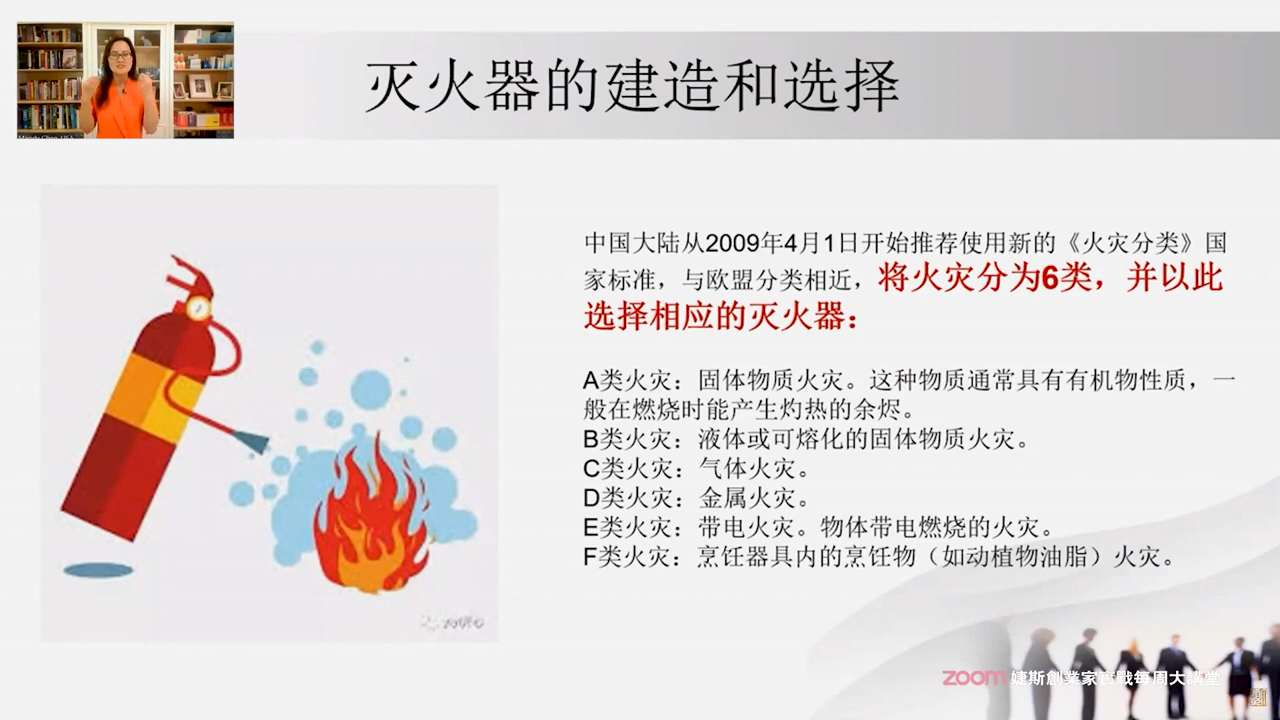 灭火器的建造和选择
Mandy Chen, USA
中国大陆从2009年4月1日开始推荐使用新的《火灾分类》国
家标准，与欧盟分类相近，将火灾分为6类，并以此
选择相应的灭火器：
A类火灾：固体物质火灾。这种物质通常具有有机物性质，一
般在燃烧时能产生灼热的余烬。
B类火灾：液体或可熔化的固体物质火灾。
C类火灾：气体火灾。
D类火灾：金属火灾。
E类火灾：带电火灾。物体带电燃烧的火灾。
F类火灾：烹饪器具内的烹饪物（如动植物油脂）火灾。
zoom 婕斯創業家實戰每周大講堂